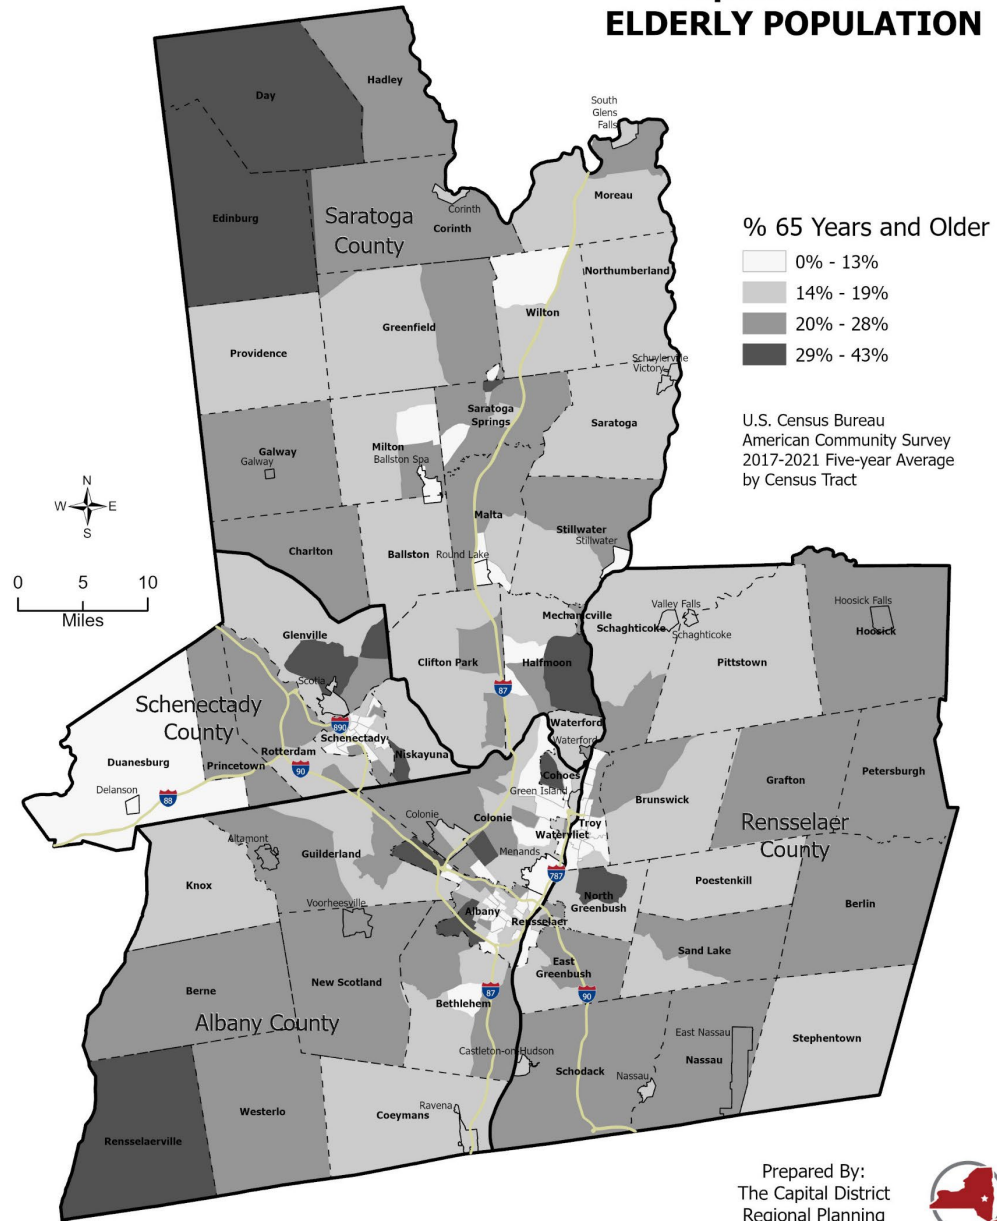 ELDERLY POPULATION
Day
Hadley
South
Glens
Falls
Moreau
Edinburg
Saratoga
County
Corinth
Corinth
Northumberland
Wilton
Greenfield
Providence
Schuylerville
Victory
Saratoga
Springs
Saratoga
Galway
Galway
Milton
Ballston Spa
Malta
Stillwater
Stillwater
Charlton
Ballston
Round Lake
Mechanicville
Valley Falls
Schaghticoke
Schaghticoke
Hoosick Falls
Hoosick
Glenville
Clifton Park
Halfmoon
Pittstown
Scotia
87
Schenectady
County
890
Schenectady
Waterford
Waterford
Niskayuna
Rotterdam
90
Princetown
Duanesburg
Delanson
88
Cohoes
Green Island
Brunswick
Grafton
Petersburgh
Rensselaer
County
Colonie
Colonie
Troy
Watervliet
Menands
Altamont
Guilderland
787
Knox
Poestenkill
Voorheesville
Albany
Rensselaer
North
Greenbush
Berlin
Sand Lake
East
Greenbush
New Scotland
Berne
87
90
Bethlehem
Albany County
East Nassau
Nassau
Stephentown
Castleton-on-Hudson
Schodack
Nassau
Ravena
Westerlo
Coeymans
Rensselaerville
N
W
E
S
0 5 10
Miles
% 65 Years and Older
0% - 13%
14% - 19%
20% - 28%
29% - 43%
U.S. Census Bureau
American Community Survey
2017-2021 Five-year Average
by Census Tract
Prepared By:
The Capital District
Regional Planning